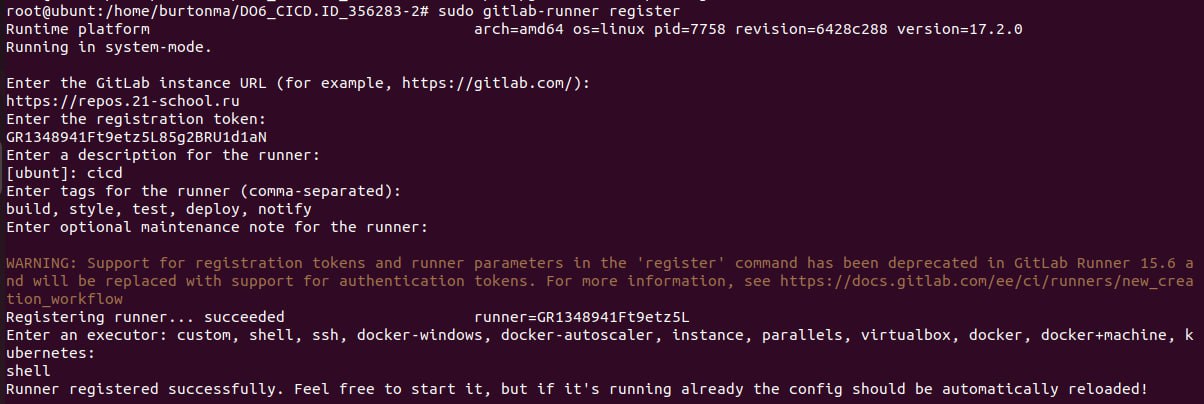 root@ubunt:/home/burtonma/DO6_CICD.ID_356283-2# sudo gitlab-runner register
Runtime platform                                    arch=amd64 os=linux pid=7758 revision=6428c288 version=17.2.0
Running in system-mode.
Enter the GitLab instance URL (for example, https://gitlab.com/):
https://repos.21-school.ru
Enter the registration token:
GR1348941Ft9etz5L85g2BRU1d1aN
Enter a description for the runner:
[ubunt]: cicd
Enter tags for the runner (comma-separated):
build, style, test, deploy, notify
Enter optional maintenance note for the runner:
WARNING: Support for registration tokens and runner parameters in the 'register' command has been deprecated in GitLab Runner 15.6 a
nd will be replaced with support for authentication tokens. For more information, see https://docs.gitlab.com/ee/ci/runners/new_crea
tion_workflow
Registering runner... succeeded                     runner=GR1348941Ft9etz5L
Enter an executor: custom, shell, ssh, docker-windows, docker-autoscaler, instance, parallels, virtualbox, docker, docker+machine, k
ubernetes:
shell
Runner registered successfully. Feel free to start it, but if it's running already the config should be automatically reloaded!